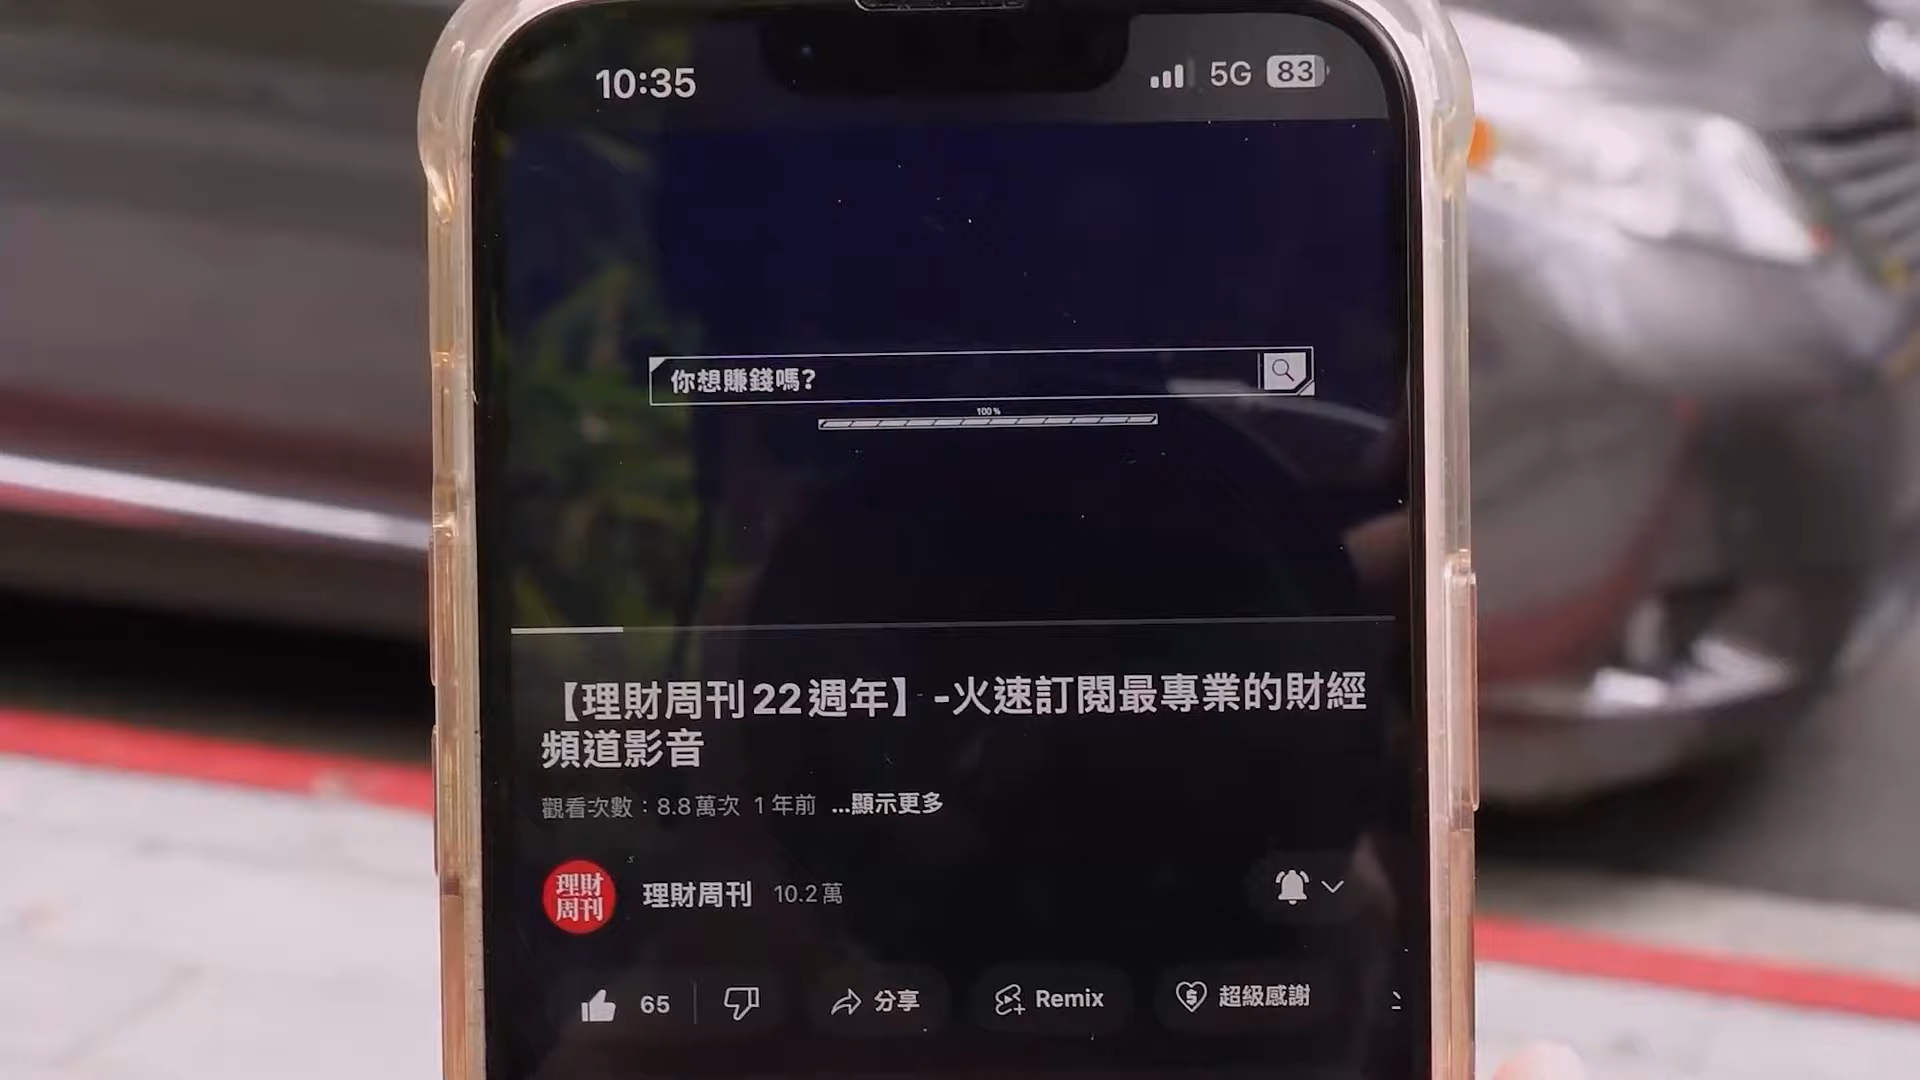 10:35
5G 83
你想賺錢嗎?
100%
【理財周刊22週年】-火速訂閱最專業的財經
頻道影音
觀看次數：8.8萬次 1年前 ...顯示更多
理財
周刊
理財周刊 10.2萬
65 分享 Remix 超級感謝